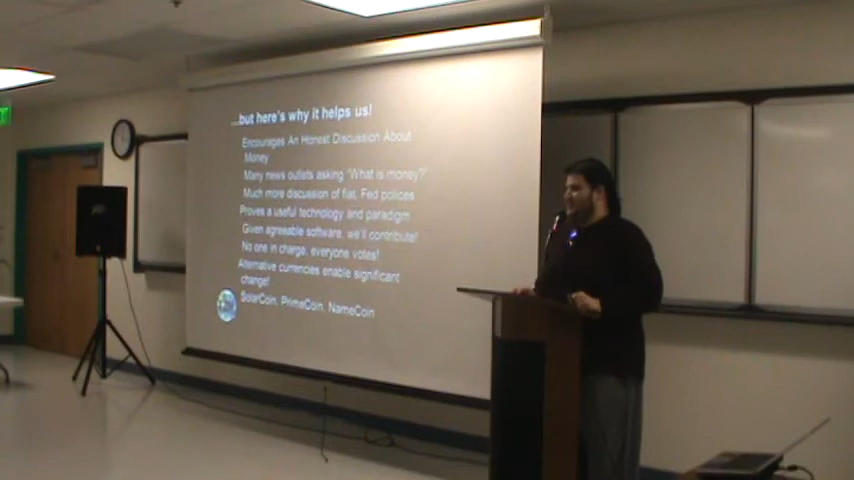 ...but here's why it helps us!
Encourages An Honest Discussion About
Money
Many news outlets asking "What is money?"
Much more discussion of fiat, Fed polices
Proves a useful technology and paradigm
Given agreeable software, we'll contribute!
No one in charge, everyone votes!
Alternative currencies enable significant
change!
SolarCoin, PrimeCoin, NameCoin